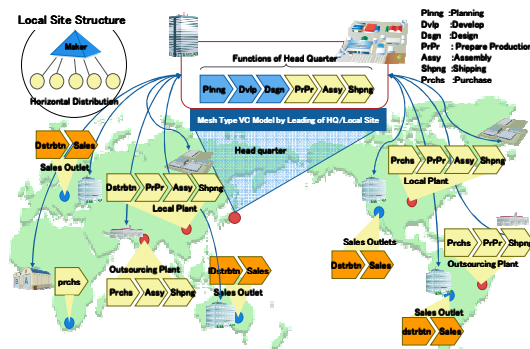 Local Site Structure
Maker
Horizontal Distribution
Plnng :Planning
Dvlp :Develop
Dsgn :Design
PrPr : Prepare Production
Assy :Assembly
Shpng :Shipping
Prchs :Purchase
Functions of Head Quarter
Plnng Dvlp Dsgn PrPr Assy Shpng
Mesh Type VC Model by Leading of HQ/Local Site
Head quarter
Dstrbtn Sales
Sales Outlet
Dstrbtn PrPr Assy Shpng
Local Plant
Prchs PrPr Assy Shpng
Local Plant
Outsourcing Plant
Prchs Assy Shpng
prchs
Dstrbtn Sales
Sales Outlet
Sales Outlets
Dstrbtn Sales
Prchs PrPr Shpng
Outsourcing Plant
Sales Outlet
dstrbtn Sales